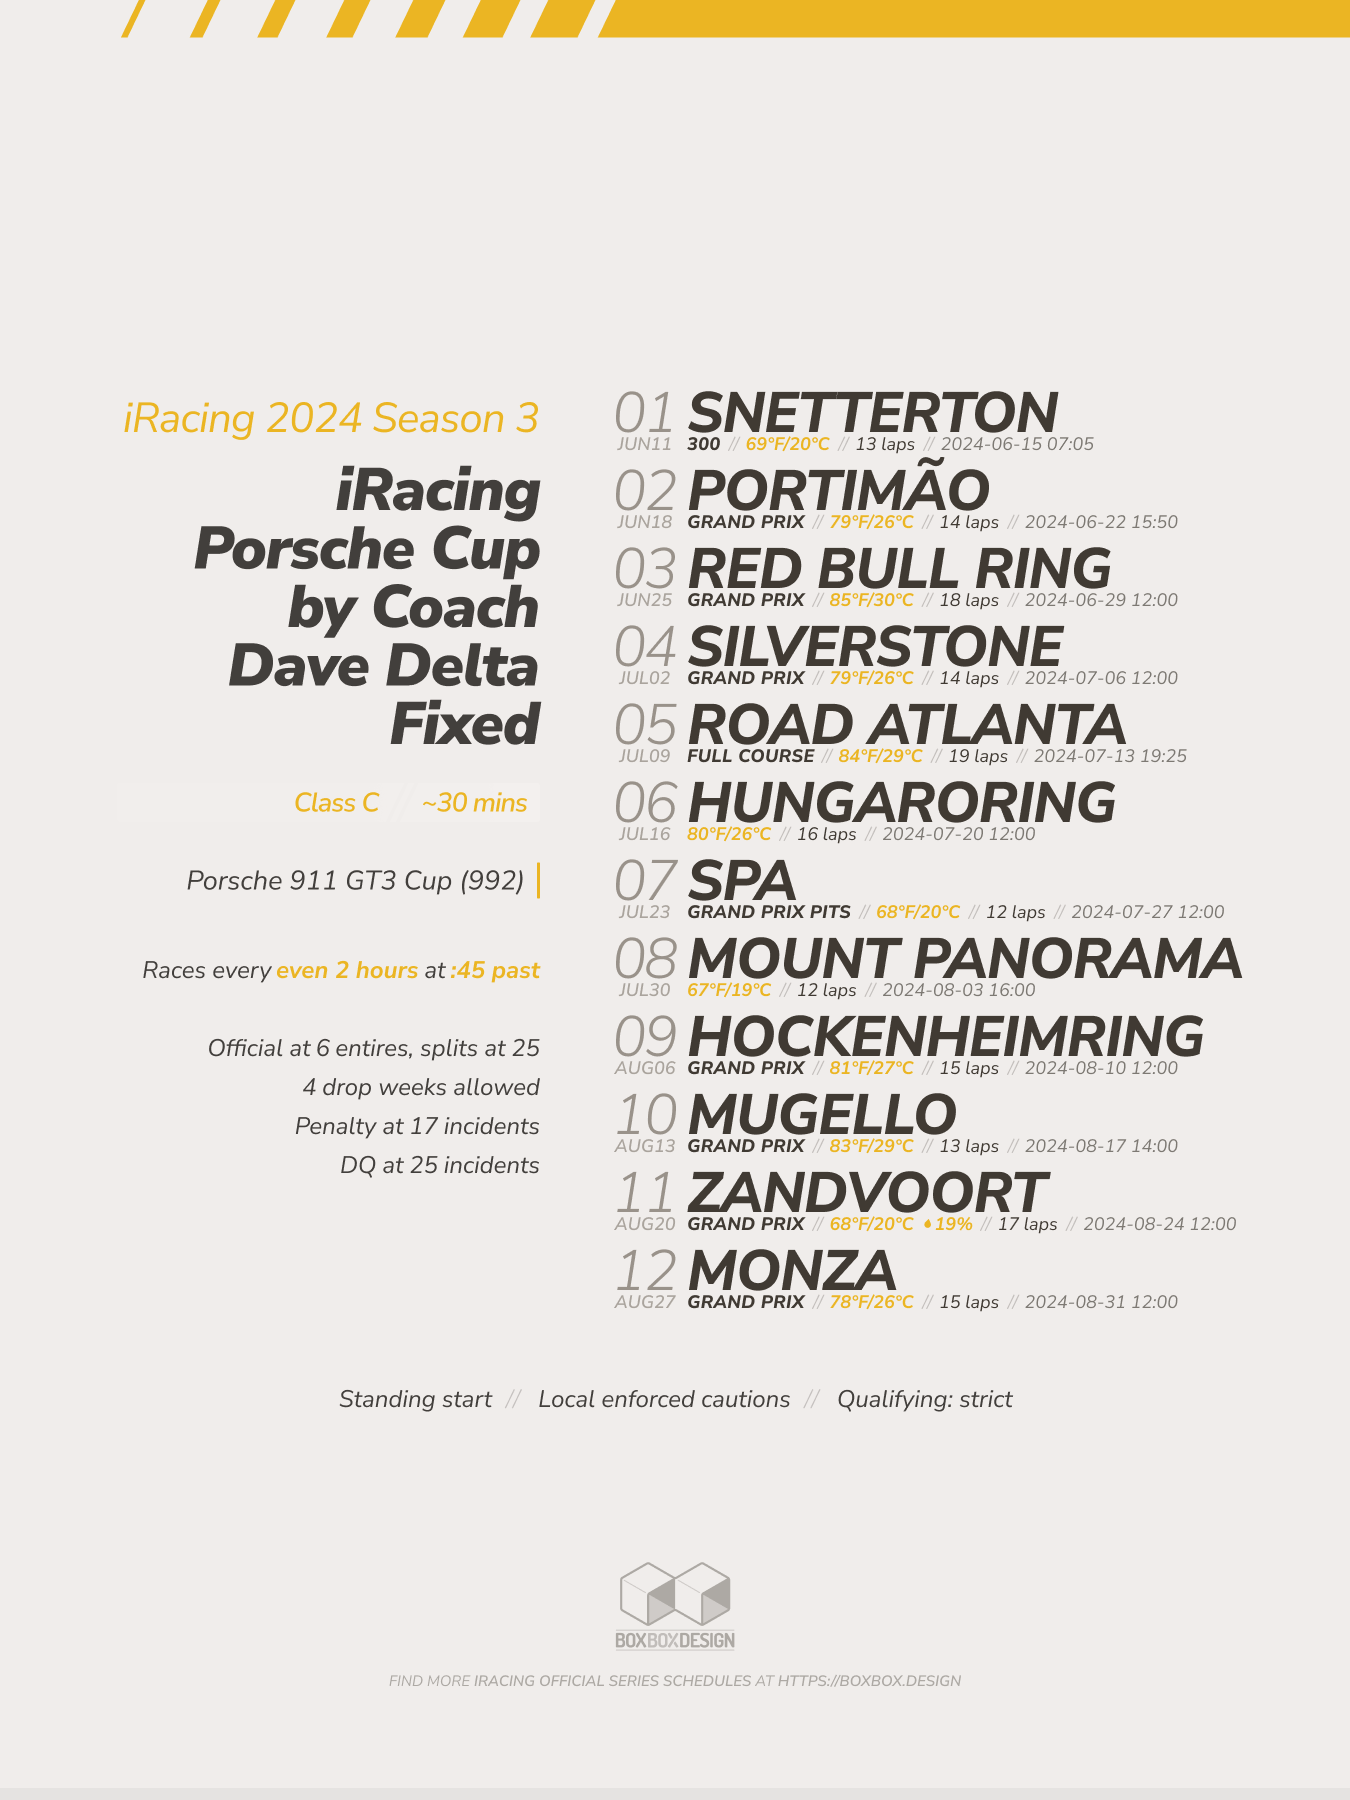 iRacing 2024 Season 3
iRacing
Porsche Cup
by Coach
Dave Delta
Fixed
Class C // ~30 mins
Porsche 911 GT3 Cup (992)
Races every even 2 hours at :45 past
Official at 6 entires, splits at 25
4 drop weeks allowed
Penalty at 17 incidents
DQ at 25 incidents
01 SNETTERTON
JUN11 300 // 69°F/20°C // 13 laps // 2024-06-15 07:05
02 PORTIMÃO
JUN18 GRAND PRIX // 79°F/26°C // 14 laps // 2024-06-22 15:50
03 RED BULL RING
JUN25 GRAND PRIX // 85°F/30°C // 18 laps // 2024-06-29 12:00
04 SILVERSTONE
JUL02 GRAND PRIX // 79°F/26°C // 14 laps // 2024-07-06 12:00
05 ROAD ATLANTA
JUL09 FULL COURSE // 84°F/29°C // 19 laps // 2024-07-13 19:25
06 HUNGARORING
JUL16 80°F/26°C // 16 laps // 2024-07-20 12:00
07 SPA
JUL23 GRAND PRIX PITS // 68°F/20°C // 12 laps // 2024-07-27 12:00
08 MOUNT PANORAMA
JUL30 67°F/19°C // 12 laps // 2024-08-03 16:00
09 HOCKENHEIMRING
AUG06 GRAND PRIX // 81°F/27°C // 15 laps // 2024-08-10 12:00
10 MUGELLO
AUG13 GRAND PRIX // 83°F/29°C // 13 laps // 2024-08-17 14:00
11 ZANDVOORT
AUG20 GRAND PRIX // 68°F/20°C 19% // 17 laps // 2024-08-24 12:00
12 MONZA
AUG27 GRAND PRIX // 78°F/26°C // 15 laps // 2024-08-31 12:00
Standing start // Local enforced cautions // Qualifying: strict
BOXBOXDESIGN
FIND MORE IRACING OFFICIAL SERIES SCHEDULES AT HTTPS://BOXBOX.DESIGN